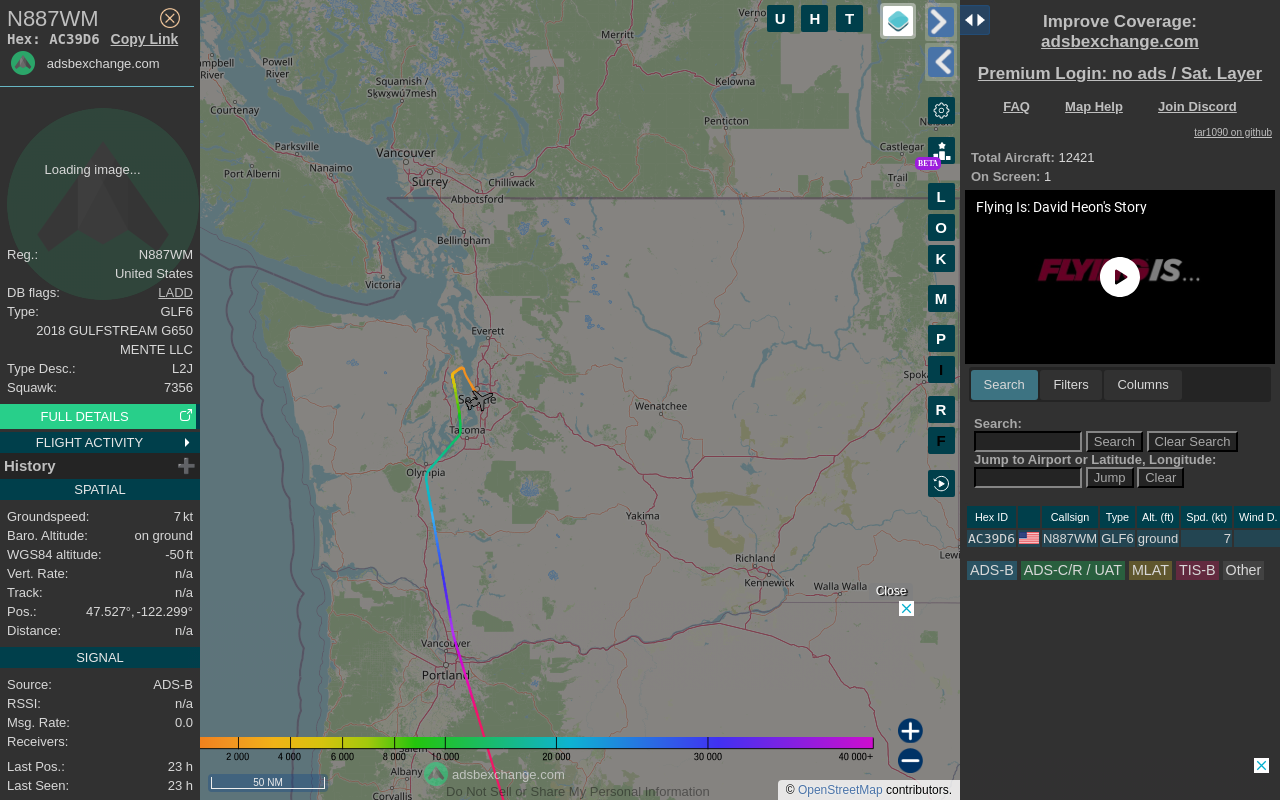 N887WM
Hex: AC39D6 Copy Link
adsbexchange.com
Loading image...
Reg.: N887WM
United States
DB flags: LADD
Type: GLF6
2018 GULFSTREAM G650
MENTE LLC
Type Desc.: L2J
Squawk: 7356
FULL DETAILS
FLIGHT ACTIVITY
History
SPATIAL
Groundspeed: 7 kt
Baro. Altitude: on ground
WGS84 altitude: -50 ft
Vert. Rate: n/a
Track: n/a
Pos.: 47.527°, -122.299°
Distance: n/a
SIGNAL
Source: ADS-B
RSSI: n/a
Msg. Rate: 0.0
Receivers:
Last Pos.: 23 h
Last Seen: 23 h
U H T
Merritt
Powell
River
River
Squamish /
Sḵwx̱wú7mesh
Kelowna
Courtenay
Penticton
Parksville
Vancouver
Castlegar
Nanaimo
Port Alberni
Surrey
Chilliwack
Trail
Abbotsford
Bellingham
Victoria
Everett
Wenatchee
Tacoma
Olympia
Yakima
Richland
Kennewick
Walla Walla
Vancouver
Portland
Albany
Corvallis
BETA
L
O
K
M
P
I
R
F
Close
2 000 4 000 6 000 8 000 10 000 20 000 30 000 40 000+
50 NM
adsbexchange.com
Do Not Sell or Share My Personal Information
© OpenStreetMap contributors.
Improve Coverage:
adsbexchange.com
Premium Login: no ads / Sat. Layer
FAQ Map Help Join Discord
tar1090 on github
Total Aircraft: 12421
On Screen: 1
Flying Is: David Heon's Story
FLYING IS...
Search Filters Columns
Search:
Search Clear Search
Jump to Airport or Latitude, Longitude:
Jump Clear
Hex ID Callsign Type Alt. (ft) Spd. (kt) Wind D.
AC39D6 N887WM GLF6 ground 7
ADS-B ADS-C/R / UAT MLAT TIS-B Other